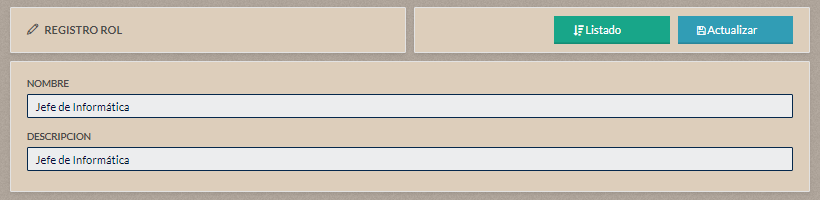 REGISTRO ROL
Listado
Actualizar
NOMBRE
Jefe de Informática
DESCRIPCION
Jefe de Informática